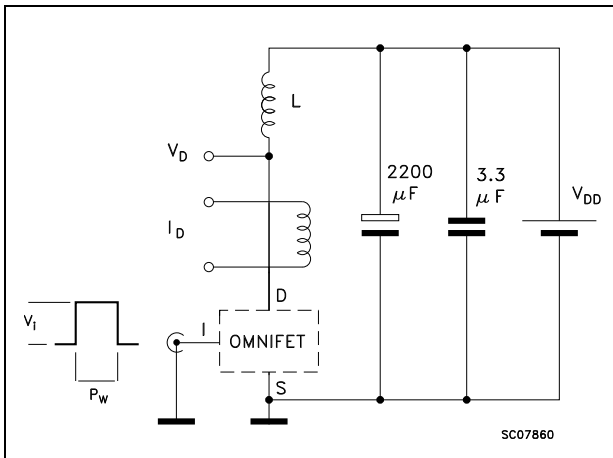 L
V_D
2200
μF
3.3
μF
V_DD
I_D
D
V_i
I
OMNIFET
P_W
S
SC07860